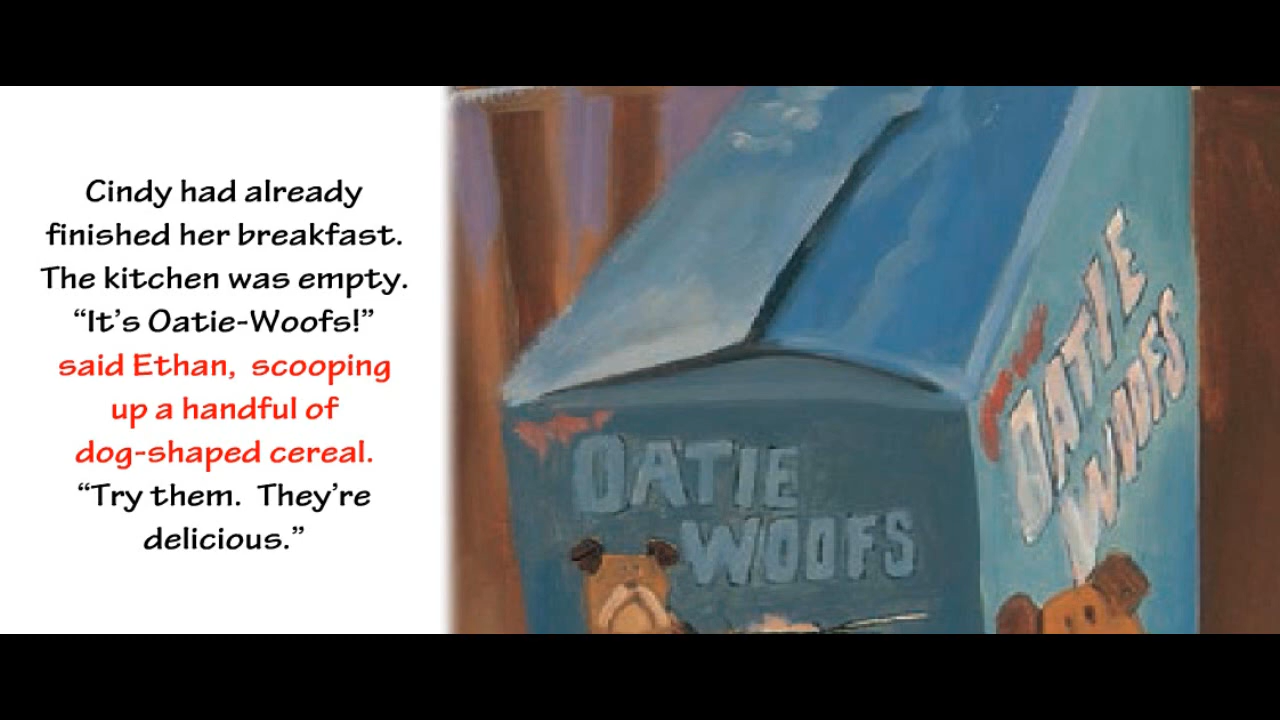 Cindy had already
finished her breakfast.
The kitchen was empty.
“It’s Oatie-Woofs!”
said Ethan,  scooping
up a handful of
dog-shaped cereal.
“Try them.  They’re
delicious.”
OATIE
WOOFS
OATIE
WOOFS